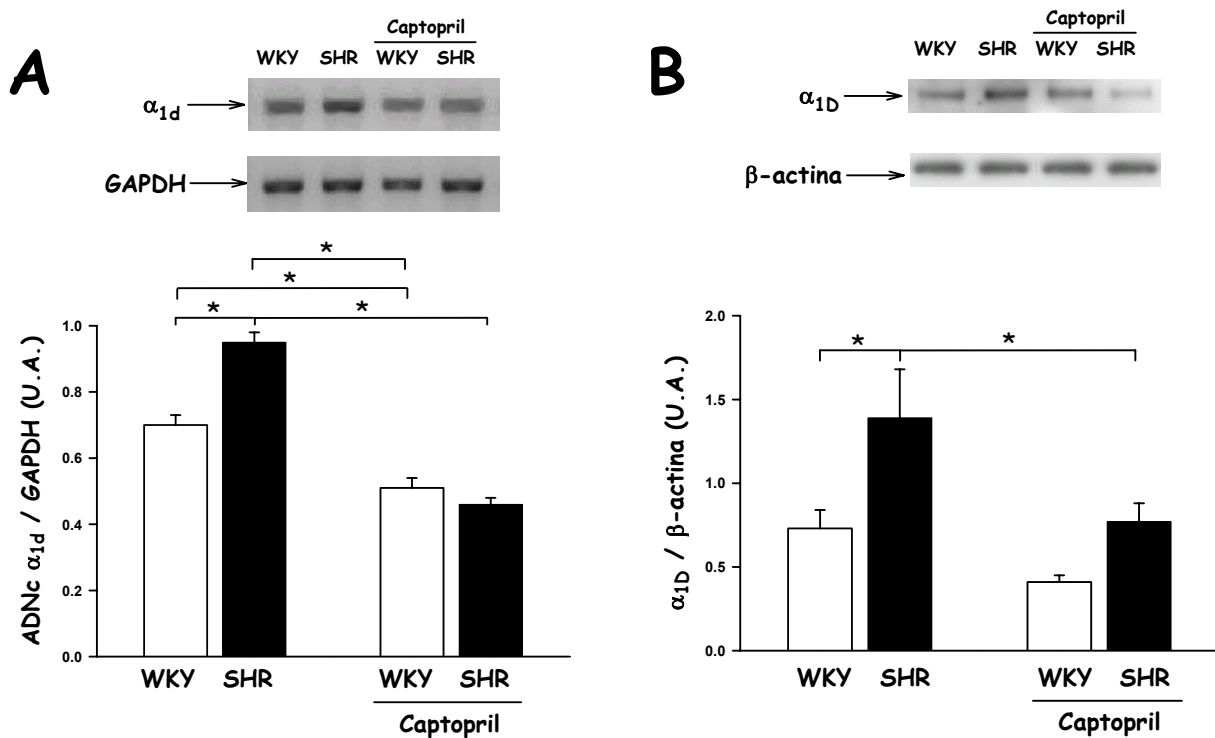 A
Captopril
WKY SHR WKY SHR
α1d
GAPDH
*
*
* *
ADNc α1d / GAPDH (U.A.)
1.0
0.8
0.6
0.4
0.2
0.0
WKY SHR WKY SHR
Captopril
B
Captopril
WKY SHR WKY SHR
α1D
β-actina
* *
α1D / β-actina (U.A.)
2.0
1.5
1.0
0.5
0.0
WKY SHR WKY SHR
Captopril